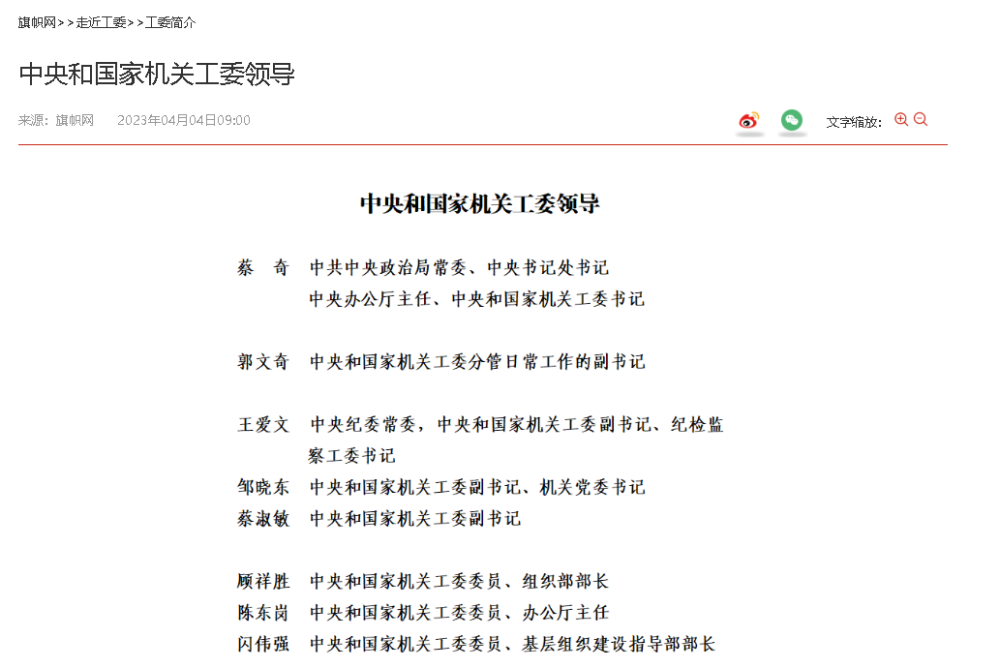 旗帜网>>走近工委>>工委简介
中央和国家机关工委领导
来源：旗帜网 2023年04月04日09:00
文字缩放：
中央和国家机关工委领导
蔡 奇 中共中央政治局常委、中央书记处书记
中央办公厅主任、中央和国家机关工委书记
郭文奇 中央和国家机关工委分管日常工作的副书记
王爱文 中央纪委常委，中央和国家机关工委副书记、纪检监
察工委书记
邹晓东 中央和国家机关工委副书记、机关党委书记
蔡淑敏 中央和国家机关工委副书记
顾祥胜 中央和国家机关工委委员、组织部部长
陈东岗 中央和国家机关工委委员、办公厅主任
闪伟强 中央和国家机关工委委员、基层组织建设指导部部长